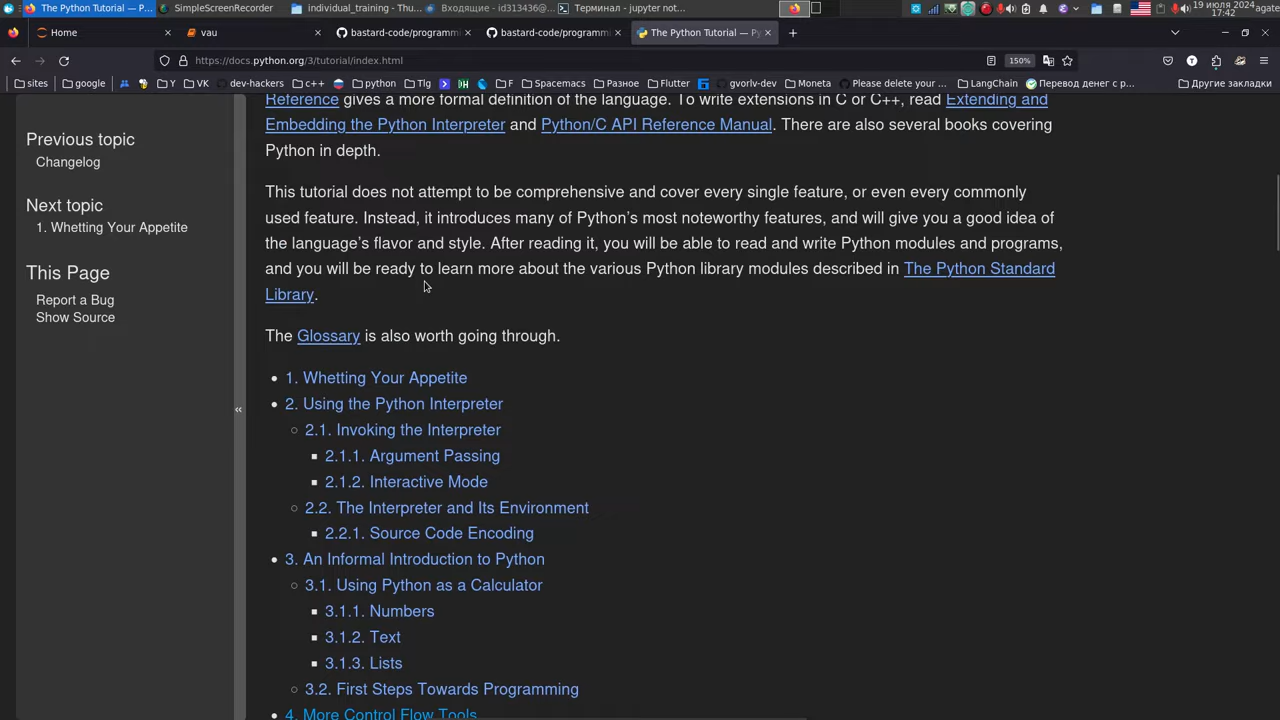 The Python Tutorial — P...
SimpleScreenRecorder
individual_training - Thu...
Входящие - id313436@...
Терминал - jupyter not...
19 июля 2024
17:42
agate
Home
vau
bastard-code/programmi
bastard-code/programmi
The Python Tutorial — Py
https://docs.python.org/3/tutorial/index.html
150%
sites
google
Y
VK
dev-hackers
c++
python
Tlg
F
Spacemacs
Разное
Flutter
gvorlv-dev
Moneta
Please delete your ...
LangChain
Перевод денег с р...
Другие закладки
Previous topic
Changelog
Next topic
1. Whetting Your Appetite
This Page
Report a Bug
Show Source
«
Reference gives a more formal definition of the language. To write extensions in C or C++, read Extending and
Embedding the Python Interpreter and Python/C API Reference Manual. There are also several books covering
Python in depth.
This tutorial does not attempt to be comprehensive and cover every single feature, or even every commonly
used feature. Instead, it introduces many of Python’s most noteworthy features, and will give you a good idea of
the language’s flavor and style. After reading it, you will be able to read and write Python modules and programs,
and you will be ready to learn more about the various Python library modules described in The Python Standard
Library.
The Glossary is also worth going through.
1. Whetting Your Appetite
2. Using the Python Interpreter
2.1. Invoking the Interpreter
2.1.1. Argument Passing
2.1.2. Interactive Mode
2.2. The Interpreter and Its Environment
2.2.1. Source Code Encoding
3. An Informal Introduction to Python
3.1. Using Python as a Calculator
3.1.1. Numbers
3.1.2. Text
3.1.3. Lists
3.2. First Steps Towards Programming
4. More Control Flow Tools